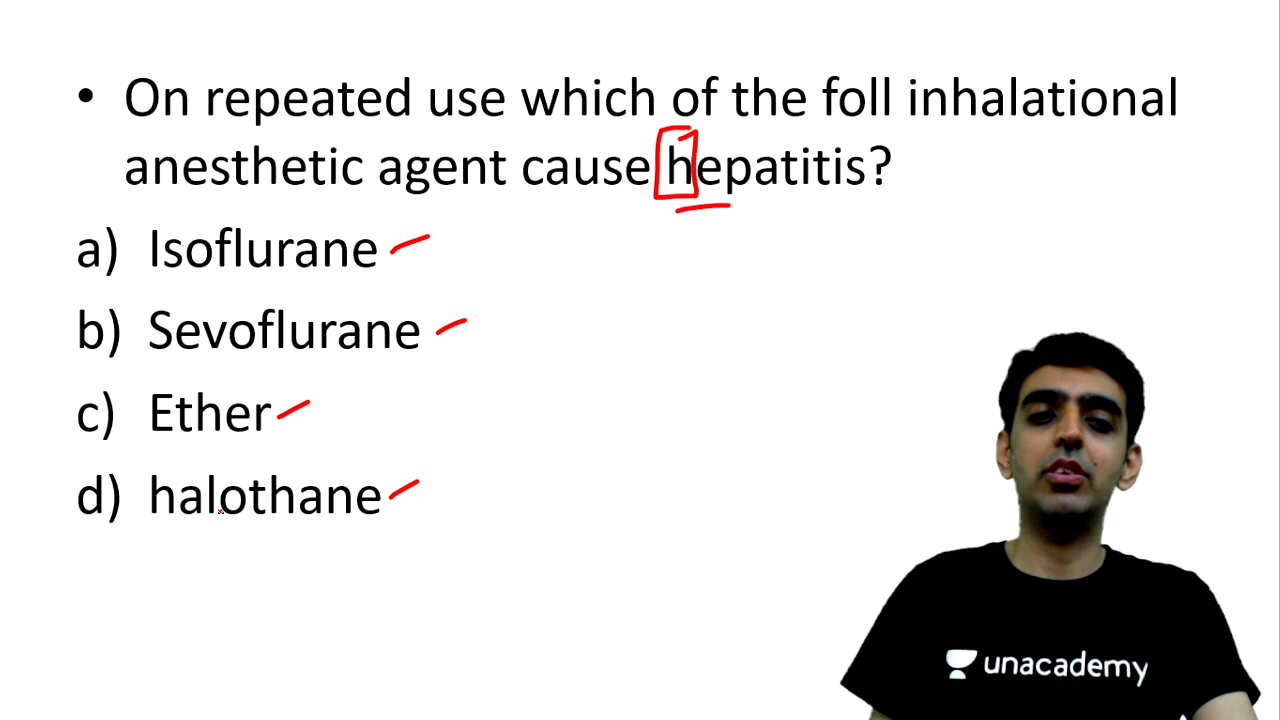 • On repeated use which of the foll inhalational
anesthetic agent cause hepatitis?
a) Isoflurane
b) Sevoflurane
c) Ether
d) halothane
unacademy